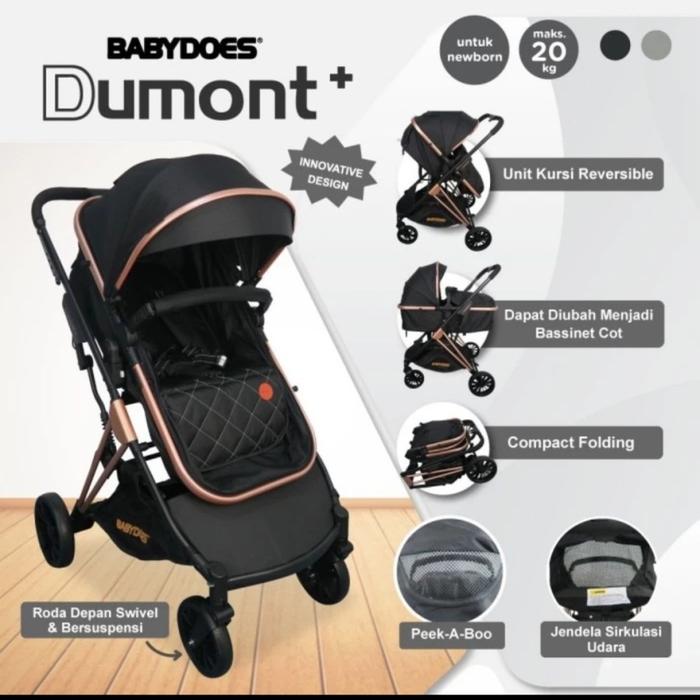 BABYDOES®
Dumont+
untuk
newborn
maks.
20
kg
INNOVATIVE
DESIGN
Unit Kursi Reversible
Dapat Diubah Menjadi
Bassinet Cot
Compact Folding
BABYDOES
Roda Depan Swivel
& Bersuspensi
Peek-A-Boo
Jendela Sirkulasi
Udara